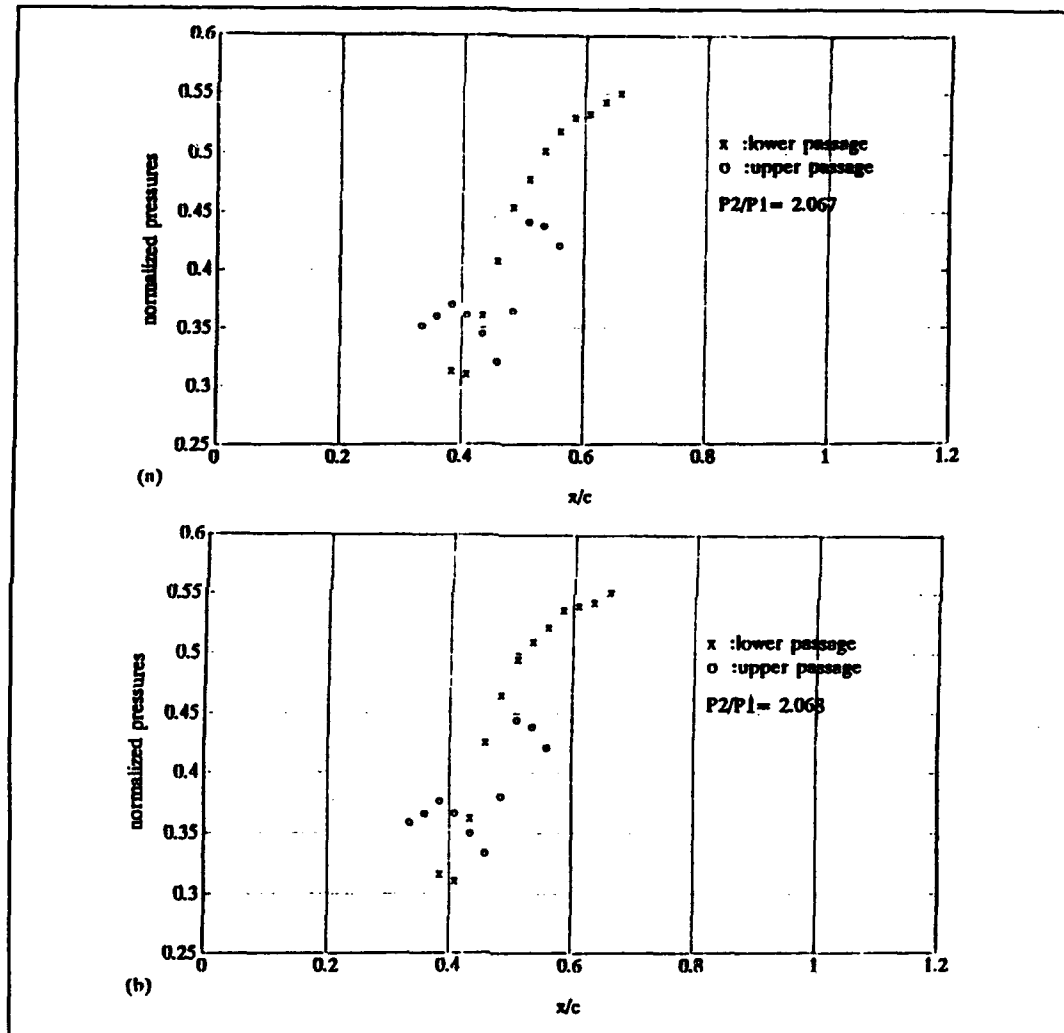 0.6
0.55
0.5
0.45
0.4
0.35
0.3
0.25
normalized pressures
x :lower passage
o :upper passage
P2/P1= 2.067
0 0.2 0.4 0.6 0.8 1 1.2
(a)
x/c
0.6
0.55
0.5
0.45
0.4
0.35
0.3
0.25
normalized pressures
x :lower passage
o :upper passage
P2/P1= 2.068
0 0.2 0.4 0.6 0.8 1 1.2
(b)
x/c